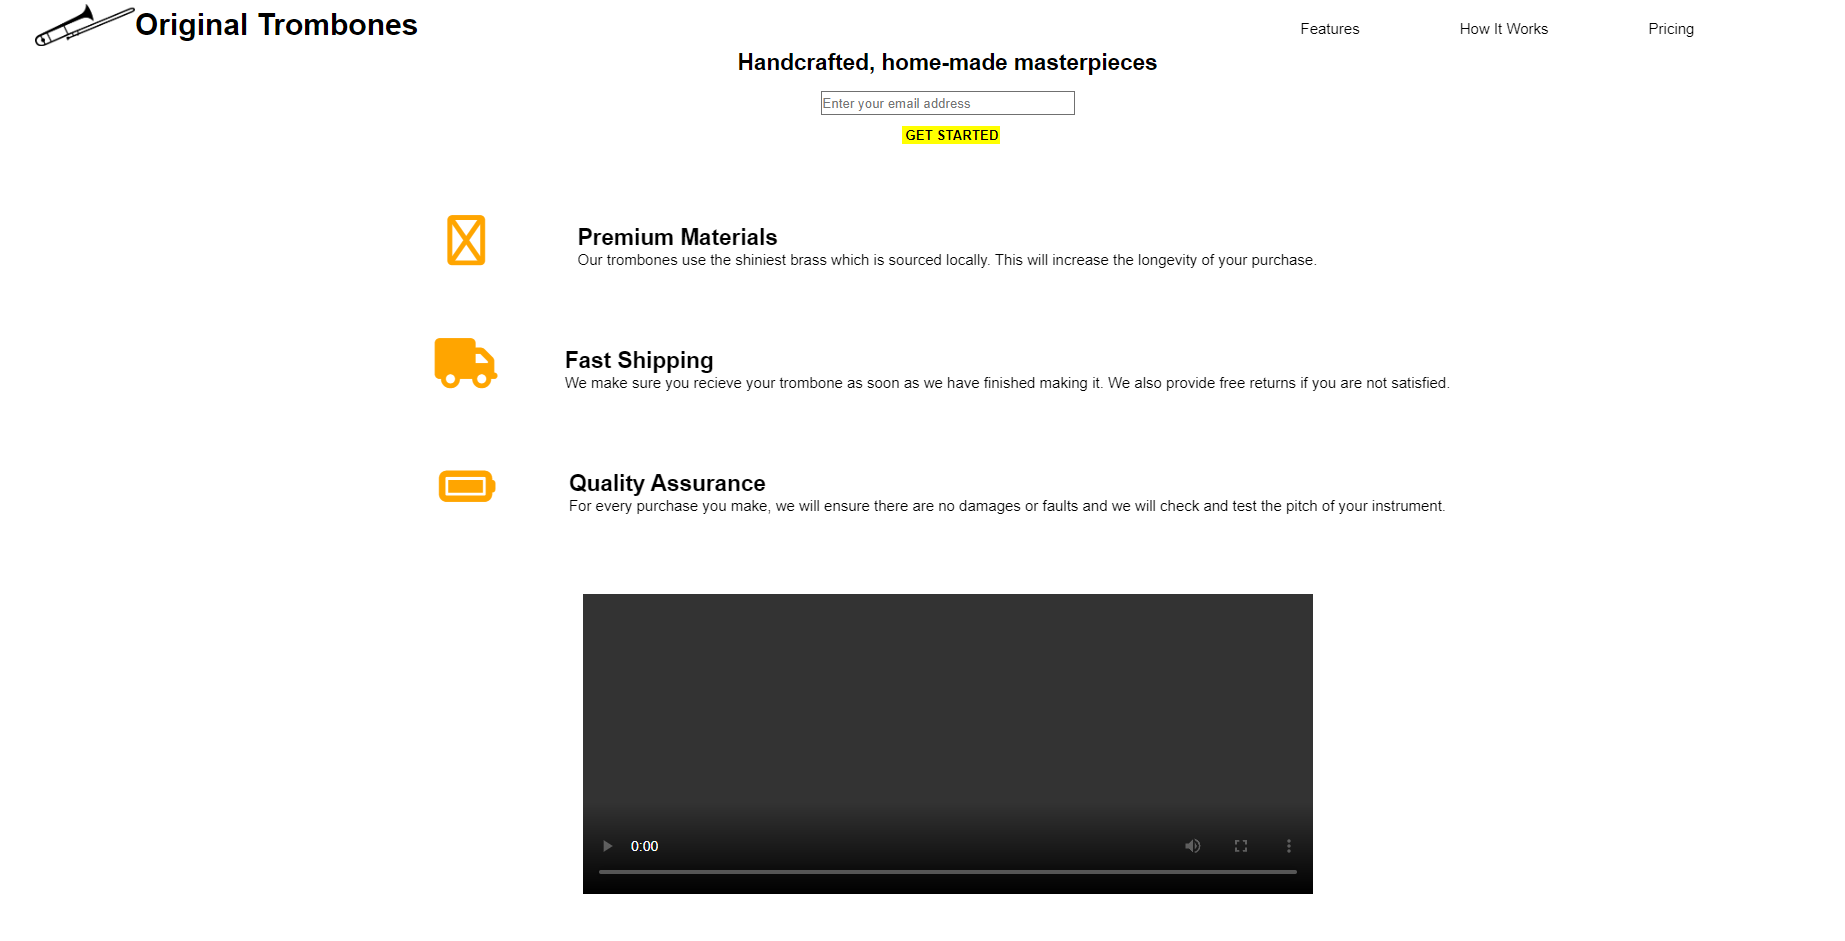 Original Trombones
Features How It Works Pricing
Handcrafted, home-made masterpieces
Enter your email address
GET STARTED
Premium Materials
Our trombones use the shiniest brass which is sourced locally. This will increase the longevity of your purchase.
Fast Shipping
We make sure you recieve your trombone as soon as we have finished making it. We also provide free returns if you are not satisfied.
Quality Assurance
For every purchase you make, we will ensure there are no damages or faults and we will check and test the pitch of your instrument.
0:00